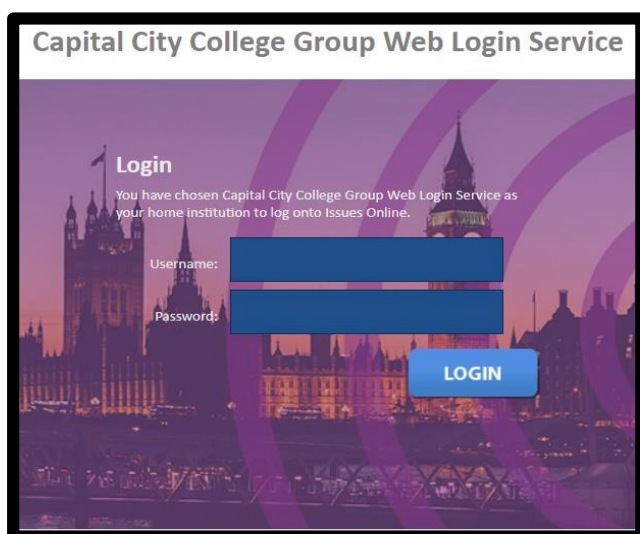 Capital City College Group Web Login Service
Login
You have chosen Capital City College Group Web Login Service as
your home institution to log onto Issues Online.
Username:
Password:
LOGIN